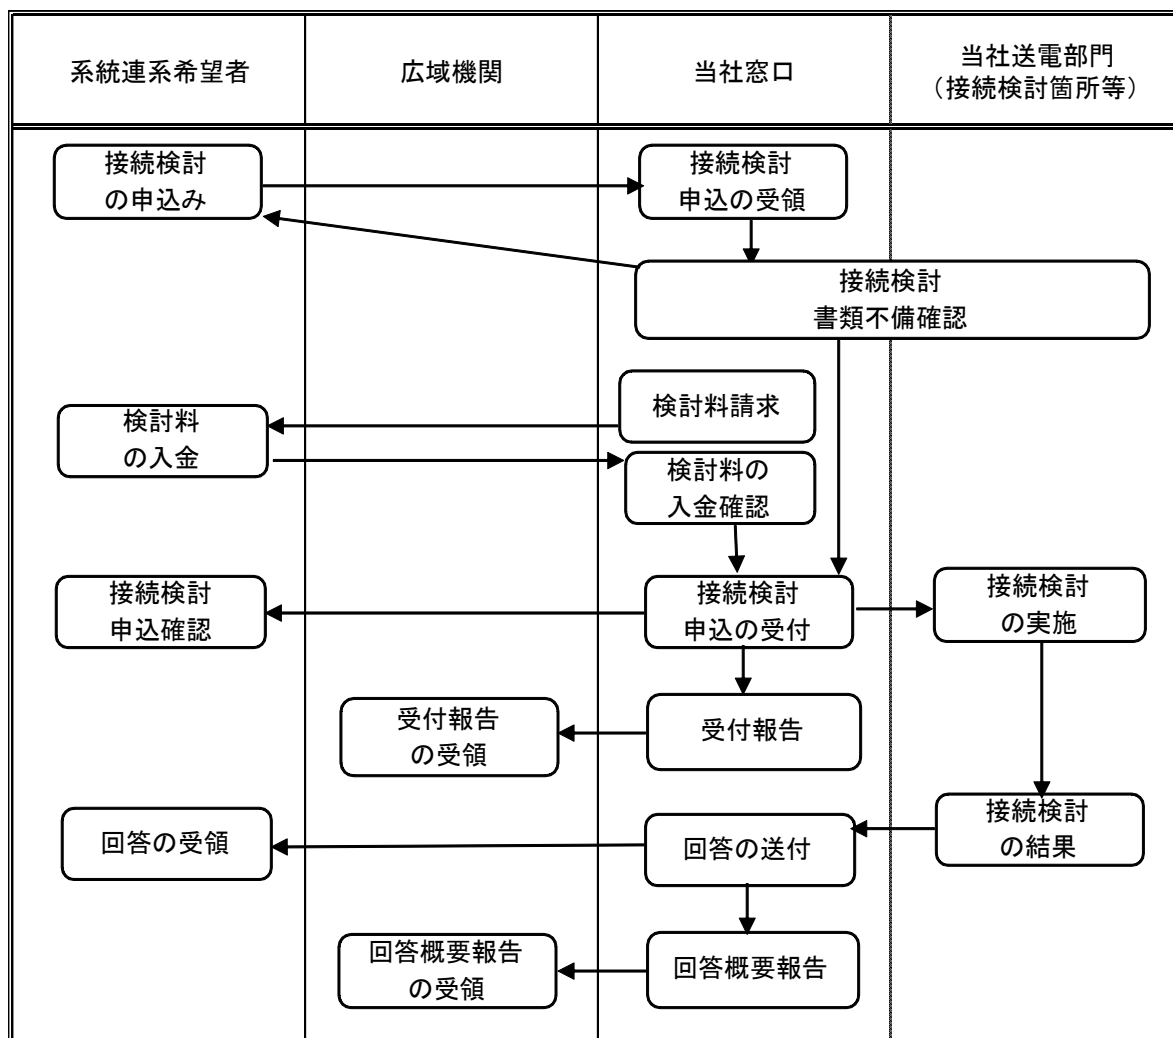 系統連系希望者
広域機関
当社窓口
当社送電部門
（接続検討箇所等）
接続検討
の申込み
接続検討
申込の受領
接続検討
書類不備確認
検討料請求
検討料
の入金
検討料の
入金確認
接続検討
申込確認
接続検討
申込の受付
接続検討
の実施
受付報告
の受領
受付報告
接続検討
の結果
回答の受領
回答の送付
回答概要報告
の受領
回答概要報告